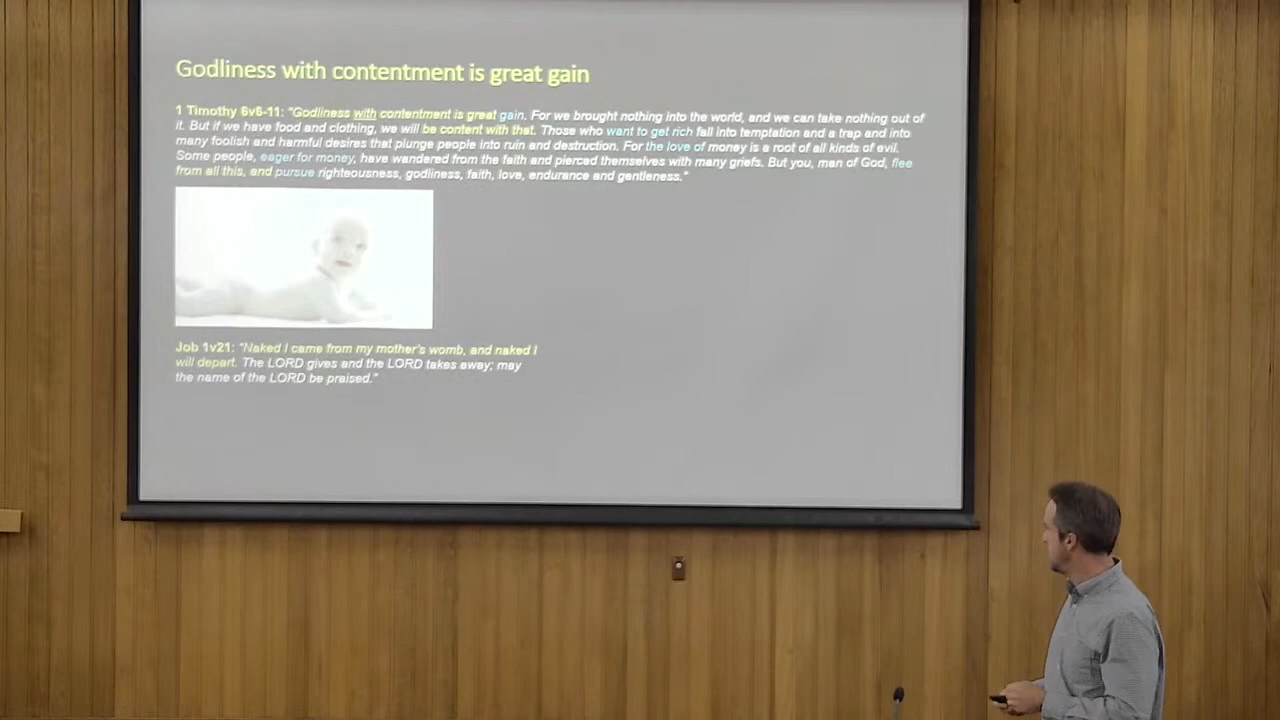 Godliness with contentment is great gain
1 Timothy 6v6-11: "Godliness with contentment is great gain. For we brought nothing into the world, and we can take nothing out of
it. But if we have food and clothing, we will be content with that. Those who want to get rich fall into temptation and a trap and into
many foolish and harmful desires that plunge people into ruin and destruction. For the love of money is a root of all kinds of evil.
Some people, eager for money, have wandered from the faith and pierced themselves with many griefs. But you, man of God, flee
from all this, and pursue righteousness, godliness, faith, love, endurance and gentleness."
Job 1v21: "Naked I came from my mother's womb, and naked I
will depart. The LORD gives and the LORD takes away; may
the name of the LORD be praised."